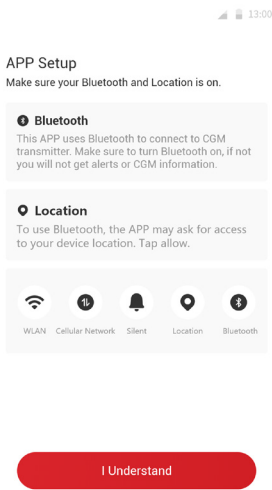 13:00
APP Setup
Make sure your Bluetooth and Location is on.
Bluetooth
This APP uses Bluetooth to connect to CGM
transmitter. Make sure to turn Bluetooth on, if not
you will not get alerts or CGM information.
Location
To use Bluetooth, the APP may ask for access
to your device location. Tap allow.
WLAN Cellular Network Silent Location Bluetooth
I Understand